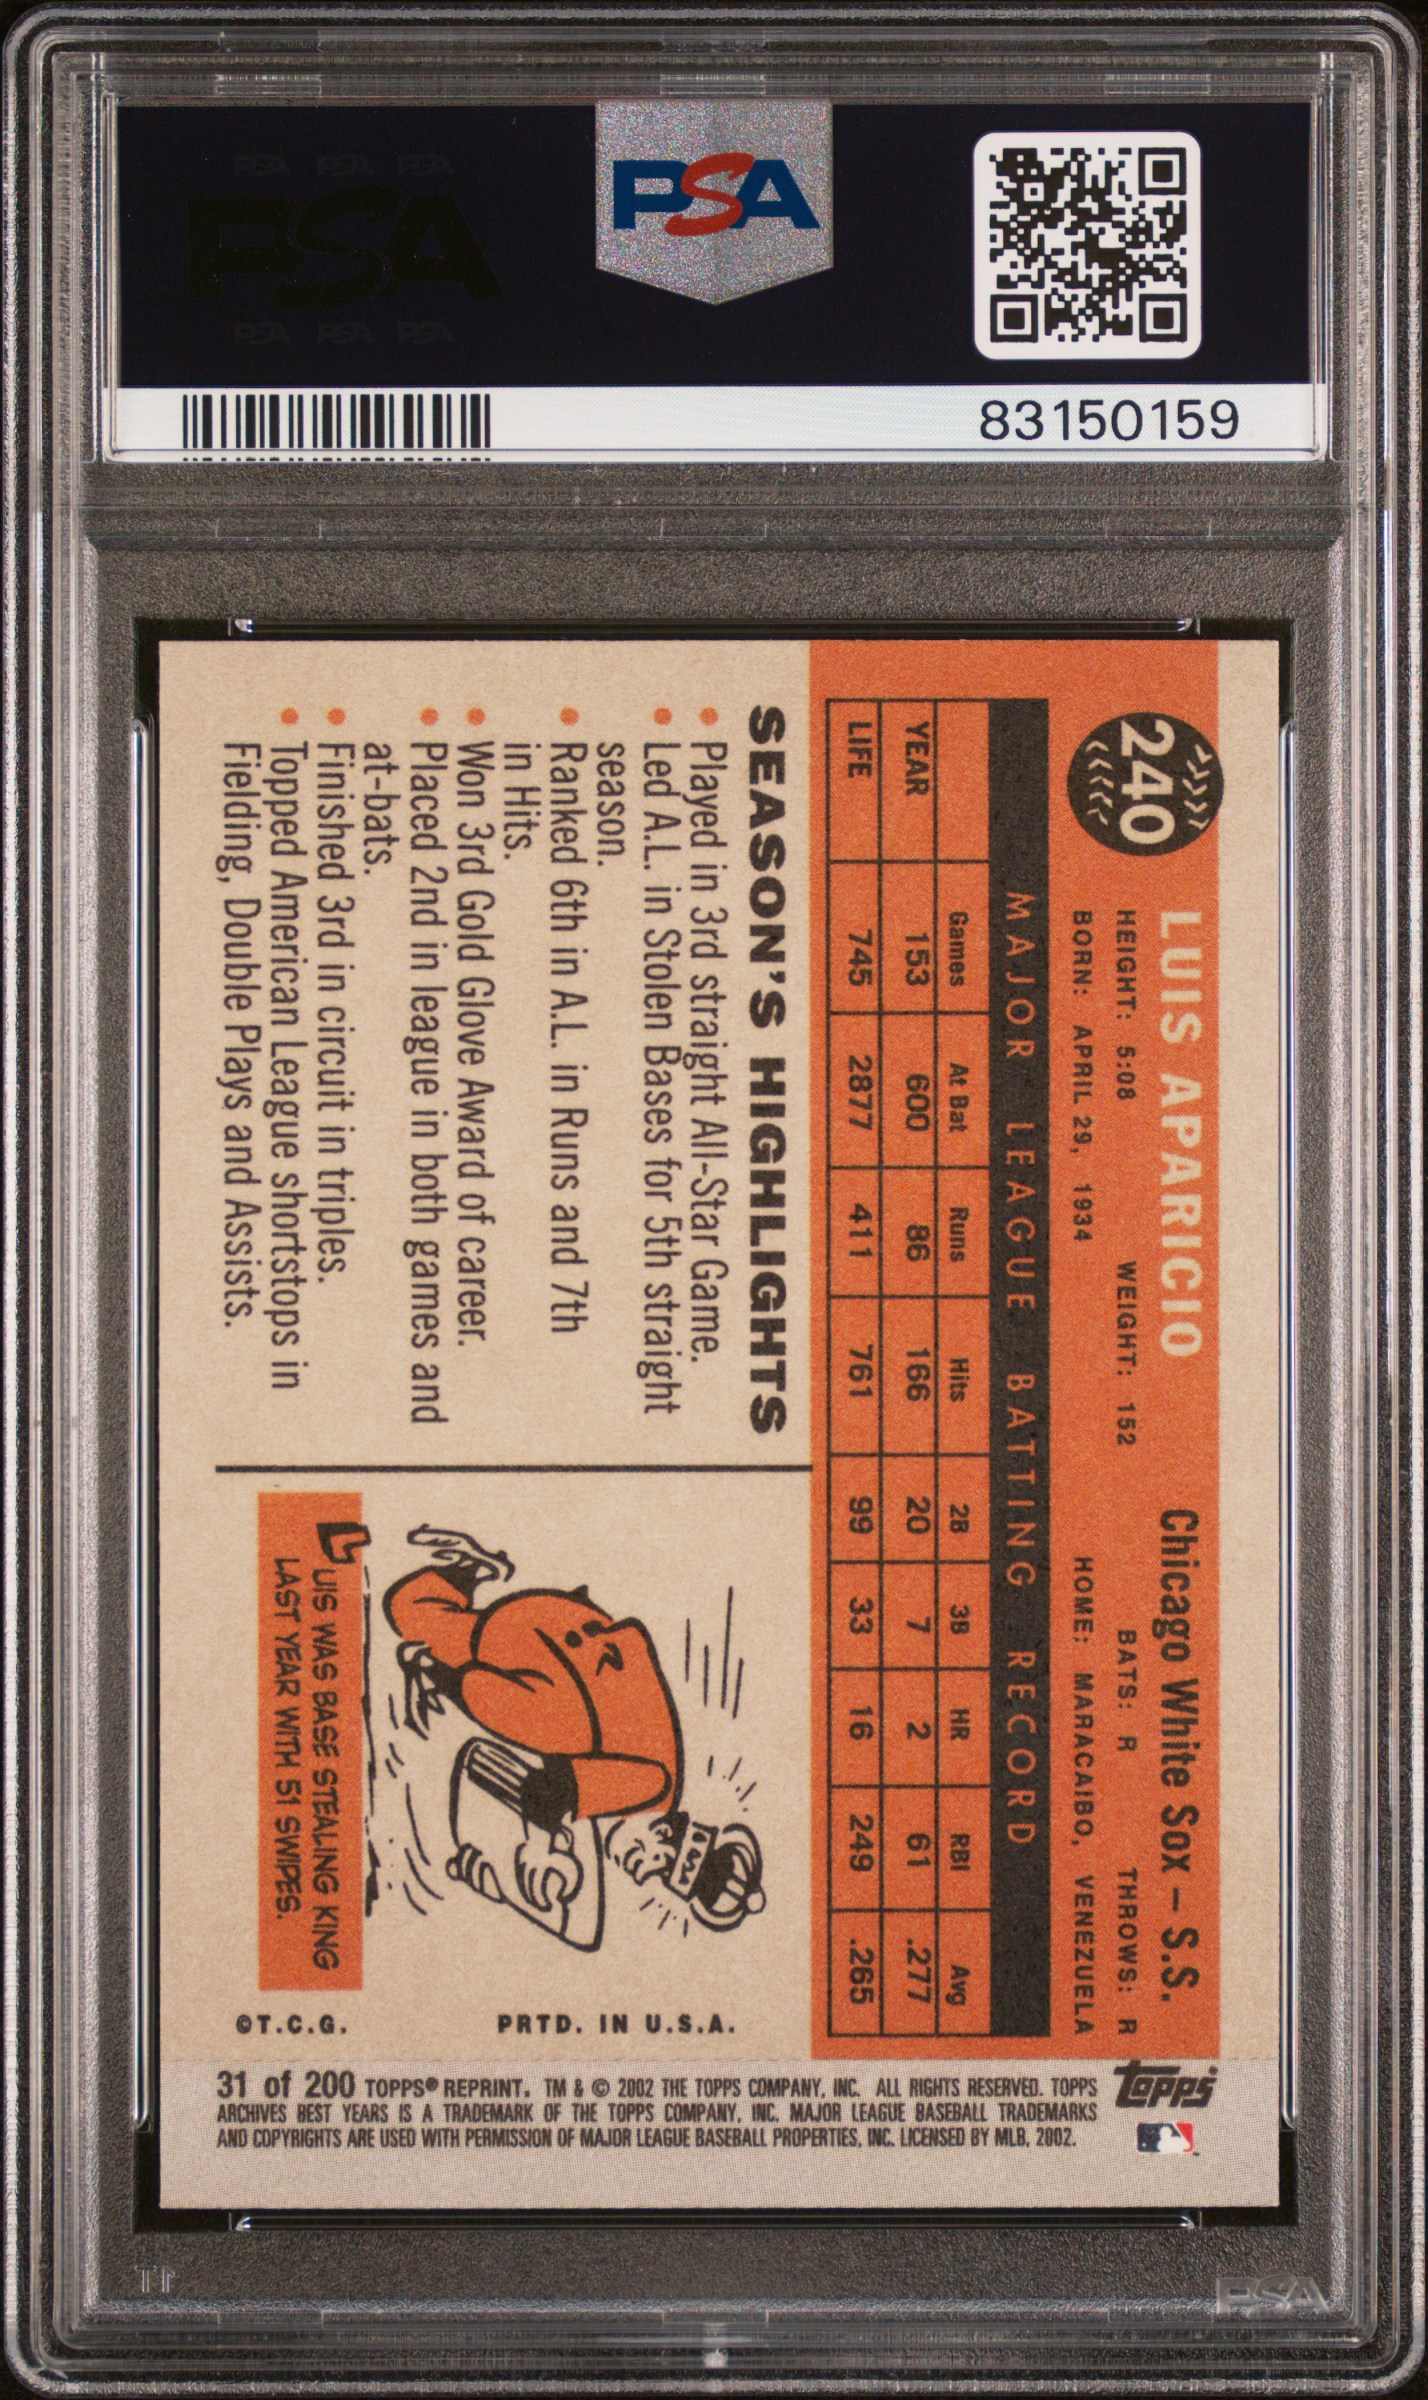 PSA PSA PSA
PSA
PSA PSA PSA
PSA
83150159
240
LUIS APARICIO Chicago White Sox – S.S.
HEIGHT: 5:08 WEIGHT: 152 BATS: R THROWS: R
BORN: APRIL 29, 1934 HOME: MARACAIBO, VENEZUELA
MAJOR LEAGUE BATTING RECORD
Games At Bat Runs Hits 2B 3B HR RBI Avg
YEAR 153 600 86 166 20 7 2 61 .277
LIFE 745 2877 411 761 99 33 16 249 .265
SEASON'S HIGHLIGHTS
• Played in 3rd straight All-Star Game.
• Led A.L. in Stolen Bases for 5th straight
season.
• Ranked 6th in A.L. in Runs and 7th
in Hits.
• Won 3rd Gold Glove Award of career.
• Placed 2nd in league in both games and
at-bats.
• Finished 3rd in circuit in triples.
• Topped American League shortstops in
Fielding, Double Plays and Assists.
LUIS WAS BASE STEALING KING
LAST YEAR WITH 51 SWIPES.
PRTD. IN U.S.A.
©T.C.G.
topps
31 of 200 TOPPS® REPRINT. TM & © 2002 THE TOPPS COMPANY, INC. ALL RIGHTS RESERVED. TOPPS
ARCHIVES BEST YEARS IS A TRADEMARK OF THE TOPPS COMPANY, INC. MAJOR LEAGUE BASEBALL TRADEMARKS
AND COPYRIGHTS ARE USED WITH PERMISSION OF MAJOR LEAGUE BASEBALL PROPERTIES, INC. LICENSED BY MLB, 2002.
PSA